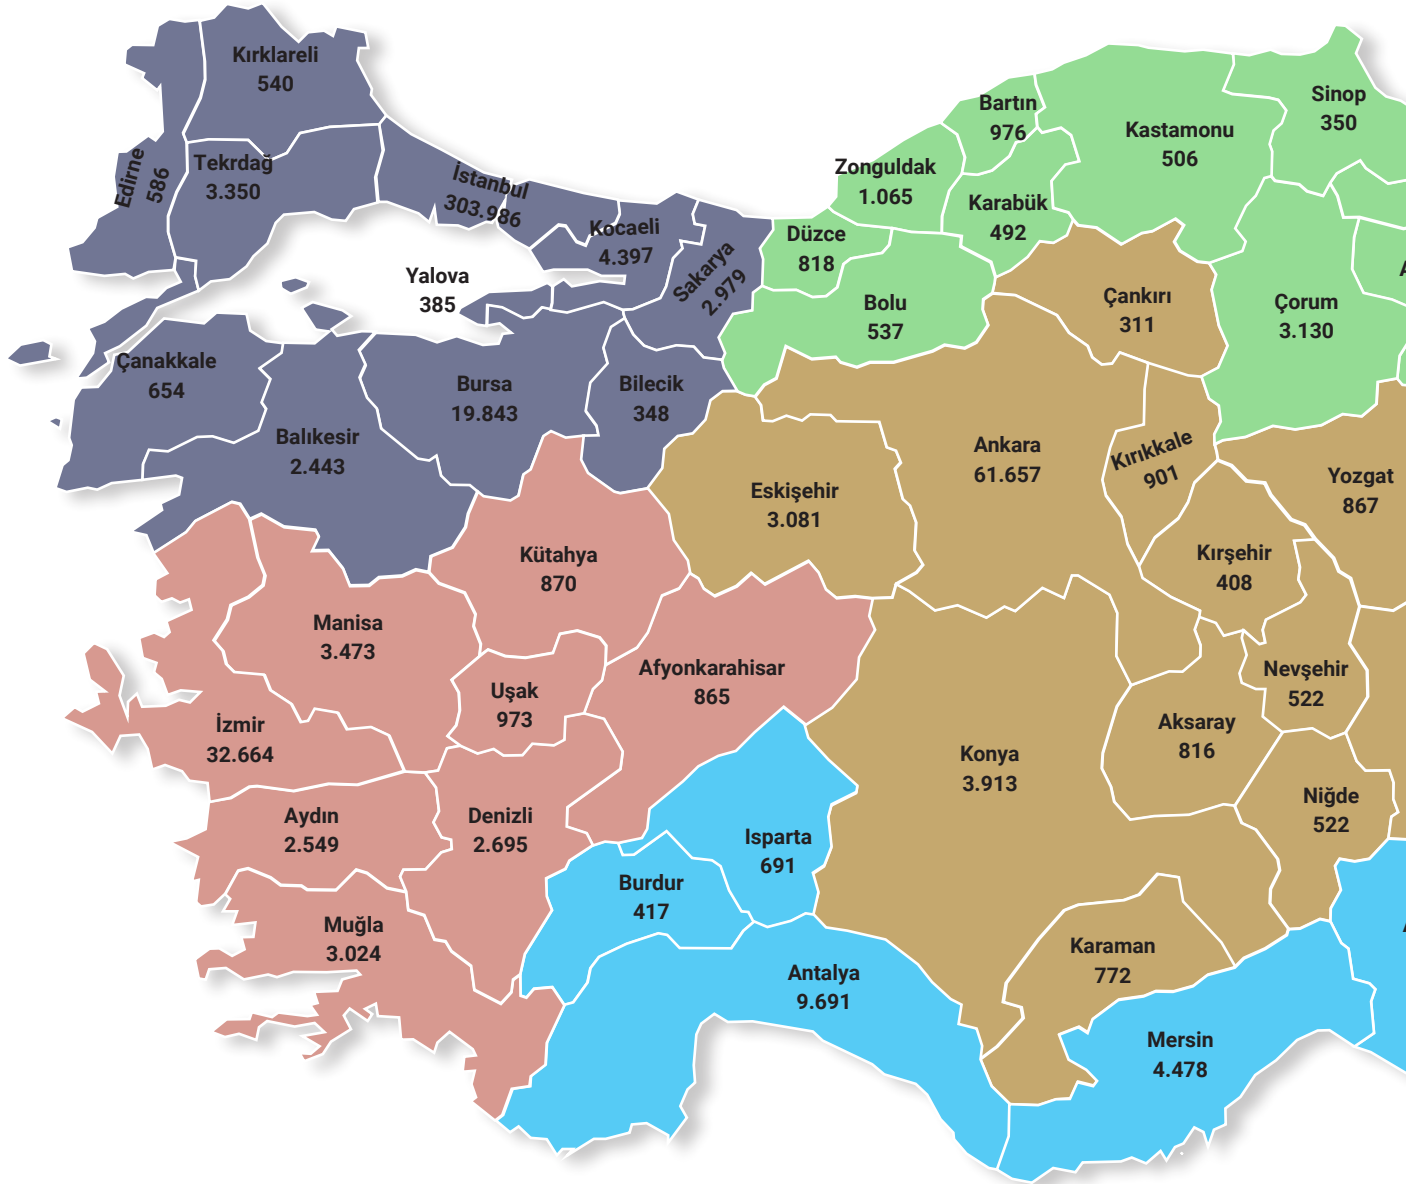 Kırklareli
540
Edirne
586
Tekrdağ
3.350
İstanbul
303.986
Kocaeli
4.397
Sakarya
2.979
Yalova
385
Çanakkale
654
Balıkesir
2.443
Bursa
19.843
Bilecik
348
Bartın
976
Kastamonu
506
Sinop
350
Zonguldak
1.065
Karabük
492
Düzce
818
Bolu
537
Çankırı
311
Çorum
3.130
Ankara
61.657
Kırıkkale
901
Yozgat
867
Eskişehir
3.081
Kırşehir
408
Kütahya
870
Manisa
3.473
Uşak
973
Afyonkarahisar
865
Nevşehir
522
Aksaray
816
İzmir
32.664
Konya
3.913
Niğde
522
Aydın
2.549
Denizli
2.695
Isparta
691
Burdur
417
Muğla
3.024
Karaman
772
Antalya
9.691
Mersin
4.478